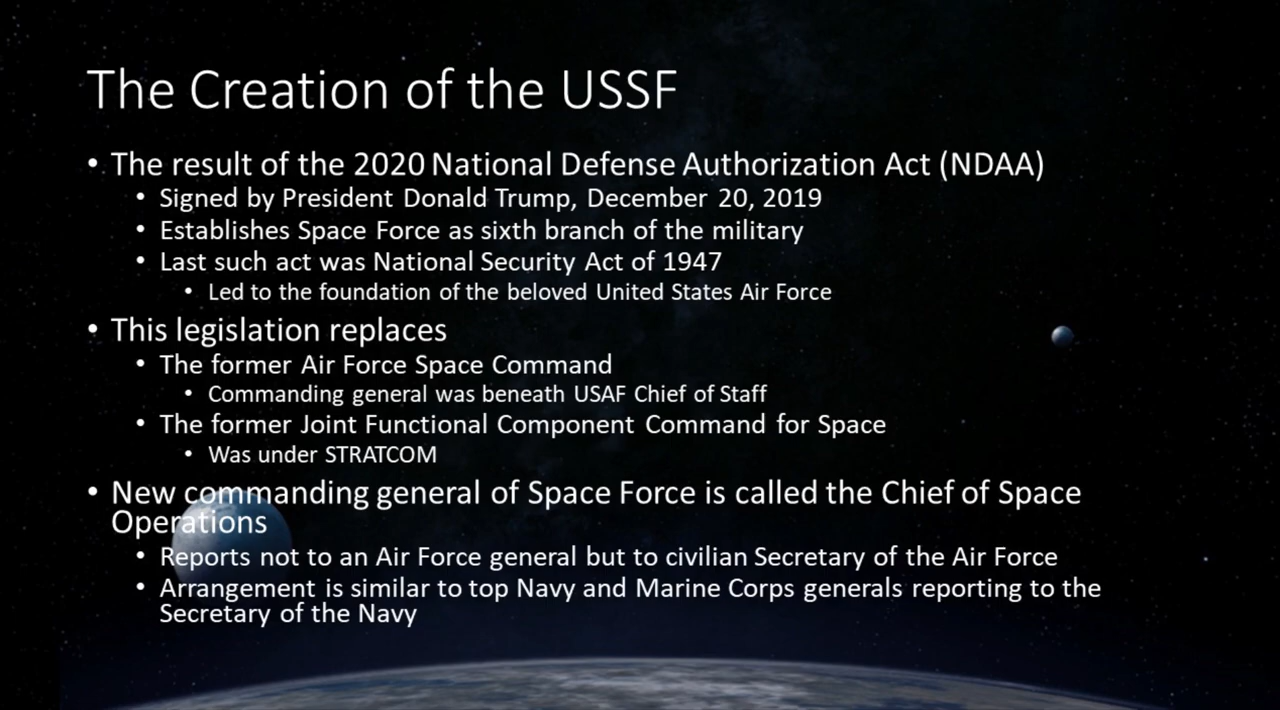 The Creation of the USSF
• The result of the 2020 National Defense Authorization Act (NDAA)
• Signed by President Donald Trump, December 20, 2019
• Establishes Space Force as sixth branch of the military
• Last such act was National Security Act of 1947
• Led to the foundation of the beloved United States Air Force
• This legislation replaces
• The former Air Force Space Command
• Commanding general was beneath USAF Chief of Staff
• The former Joint Functional Component Command for Space
• Was under STRATCOM
• New commanding general of Space Force is called the Chief of Space
Operations
• Reports not to an Air Force general but to civilian Secretary of the Air Force
• Arrangement is similar to top Navy and Marine Corps generals reporting to the
Secretary of the Navy